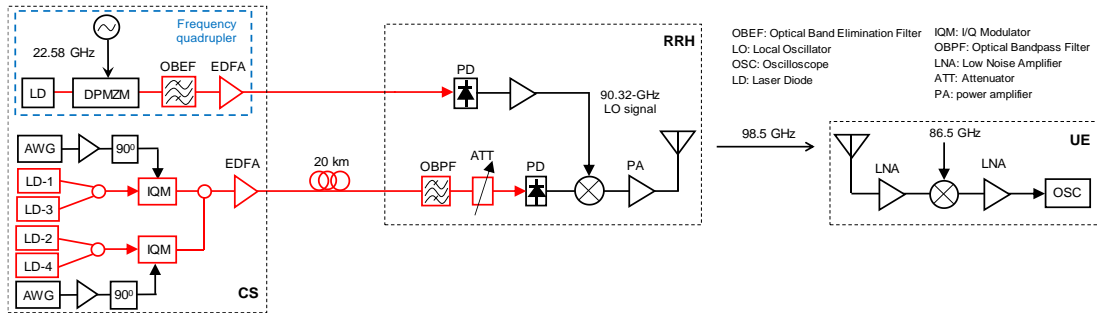 Frequency
quadrupler
22.58 GHz
OBEF
EDFA
LD
DPMZM
AWG
90⁰
EDFA
LD-1
IQM
LD-3
LD-2
IQM
LD-4
AWG
90⁰
CS
20 km
RRH
PD
90.32-GHz
LO signal
OBPF
ATT
PD
PA
98.5 GHz
OBEF: Optical Band Elimination Filter
LO: Local Oscillator
OSC: Oscilloscope
LD: Laser Diode
IQM: I/Q Modulator
OBPF: Optical Bandpass Filter
LNA: Low Noise Amplifier
ATT: Attenuator
PA: power amplifier
86.5 GHz
UE
LNA
LNA
OSC